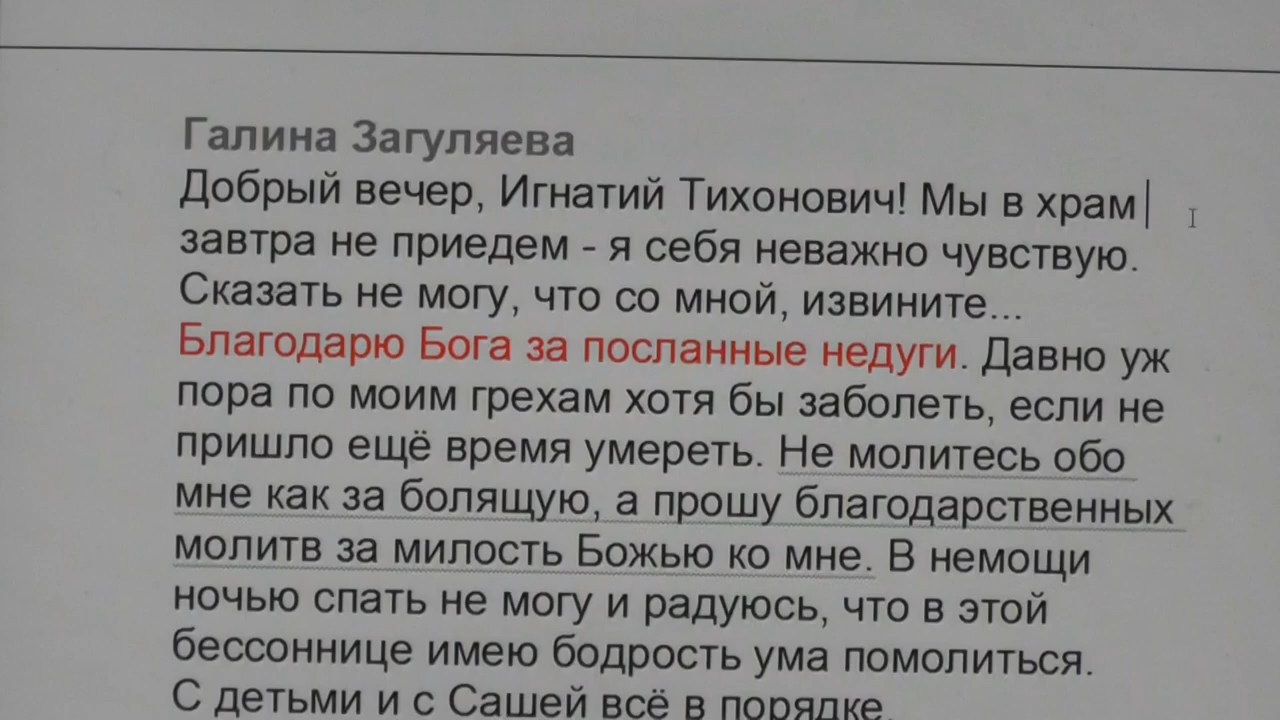 Галина Загуляева
Добрый вечер, Игнатий Тихонович! Мы в храм
завтра не приедем - я себя неважно чувствую.
Сказать не могу, что со мной, извините...
Благодарю Бога за посланные недуги. Давно уж
пора по моим грехам хотя бы заболеть, если не
пришло ещё время умереть. Не молитесь обо
мне как за болящую, а прошу благодарственных
молитв за милость Божью ко мне. В немощи
ночью спать не могу и радуюсь, что в этой
бессоннице имею бодрость ума помолиться.
С детьми и с Сашей всё в порядке.